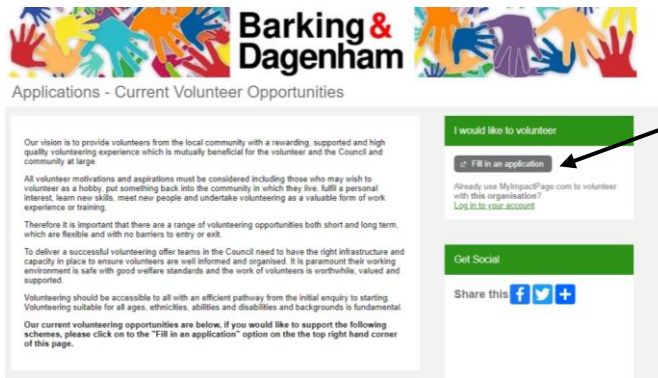 Barking &
Dagenham
Applications - Current Volunteer Opportunities
Our vision is to provide volunteers from the local community with a rewarding, supported and high
quality volunteering experience which is mutually beneficial for the volunteer and the Council and
community at large.
All volunteer motivations and aspirations must be considered including those who may wish to
volunteer as a hobby, put something back into the community in which they live, fulfil a personal
interest, learn new skills, meet new people and undertake volunteering as a valuable form of work
experience or training.
Therefore it is important that there are a range of volunteering opportunities both short and long term,
which are flexible and with no barriers to entry or exit.
To deliver a successful volunteering offer teams in the Council need to have the right infrastructure and
capacity in place to ensure volunteers are well informed and organised. It is paramount their working
environment is safe with good welfare standards and the work of volunteers is worthwhile, valued and
supported.
Volunteering should be accessible to all with an efficient pathway from the initial enquiry to starting.
Volunteering suitable for all ages, ethnicities, abilities and disabilities and backgrounds is fundamental.
Our current volunteering opportunities are below, if you would like to support the following
schemes, please click on to the "Fill in an application" option on the the top right hand corner
of this page.
I would like to volunteer
Fill in an application
Already use MyImpactPage.com to volunteer
with this organisation?
Log in to your account
Get Social
Share this